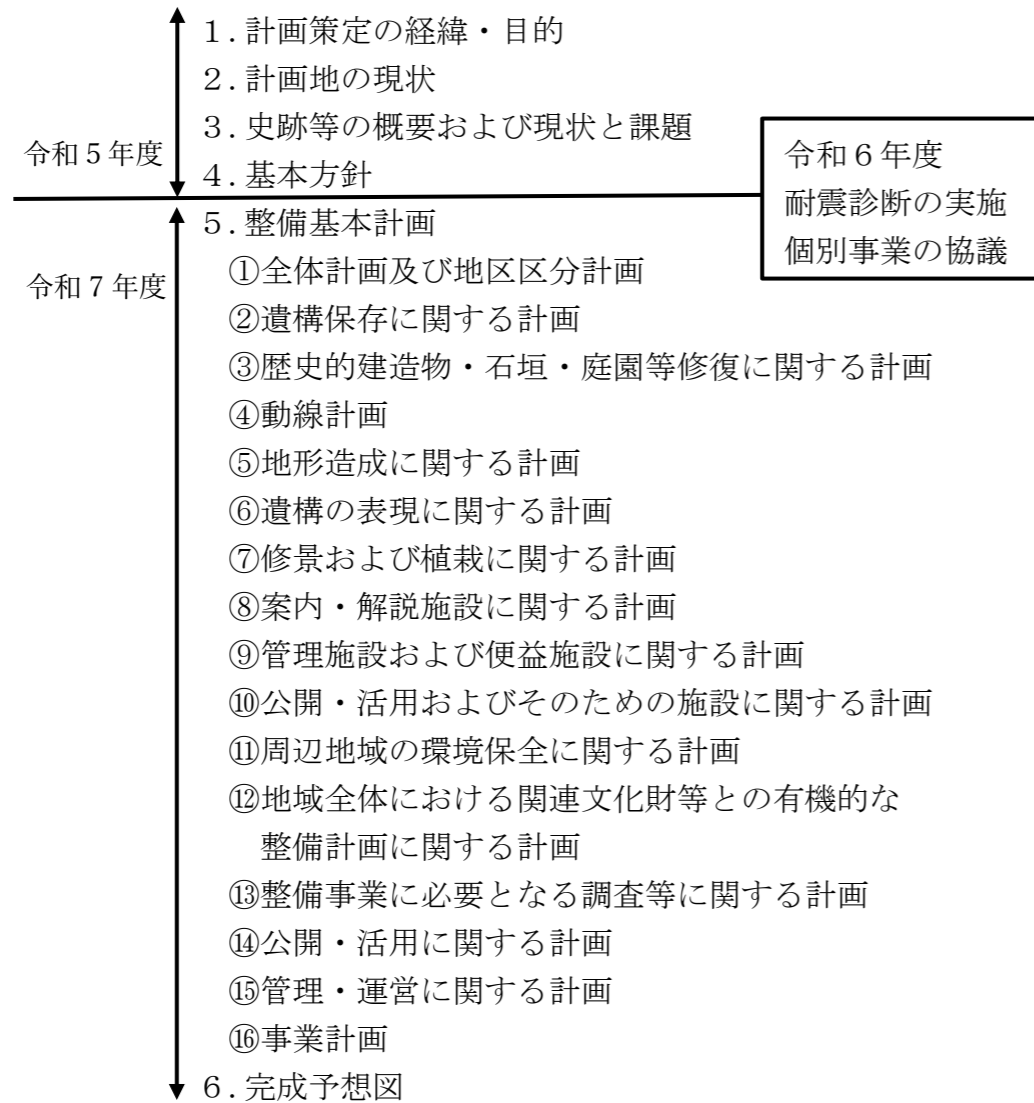 １．計画策定の経緯・目的
２．計画地の現状
３．史跡等の概要および現状と課題
４．基本方針
令和５年度
令和６年度
耐震診断の実施
個別事業の協議
５．整備基本計画
①全体計画及び地区区分計画
令和７年度
②遺構保存に関する計画
③歴史的建造物・石垣・庭園等修復に関する計画
④動線計画
⑤地形造成に関する計画
⑥遺構の表現に関する計画
⑦修景および植栽に関する計画
⑧案内・解説施設に関する計画
⑨管理施設および便益施設に関する計画
⑩公開・活用およびそのための施設に関する計画
⑪周辺地域の環境保全に関する計画
⑫地域全体における関連文化財等との有機的な
整備計画に関する計画
⑬整備事業に必要となる調査等に関する計画
⑭公開・活用に関する計画
⑮管理・運営に関する計画
⑯事業計画
６．完成予想図